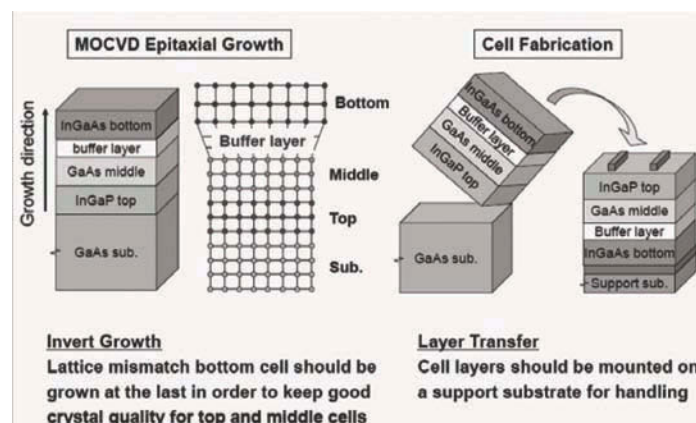 MOCVD Epitaxial Growth
Growth direction
InGaAs bottom
buffer layer
GaAs middle
InGaP top
GaAs sub.
Bottom
Buffer layer
Middle
Top
Sub.
Invert Growth
Lattice mismatch bottom cell should be
grown at the last in order to keep good
crystal quality for top and middle cells
Cell Fabrication
InGaAs bottom
Buffer layer
GaAs middle
InGaP top
GaAs sub.
InGaP top
GaAs middle
Buffer layer
InGaAs bottom
Support sub.
Layer Transfer
Cell layers should be mounted on
a support substrate for handling